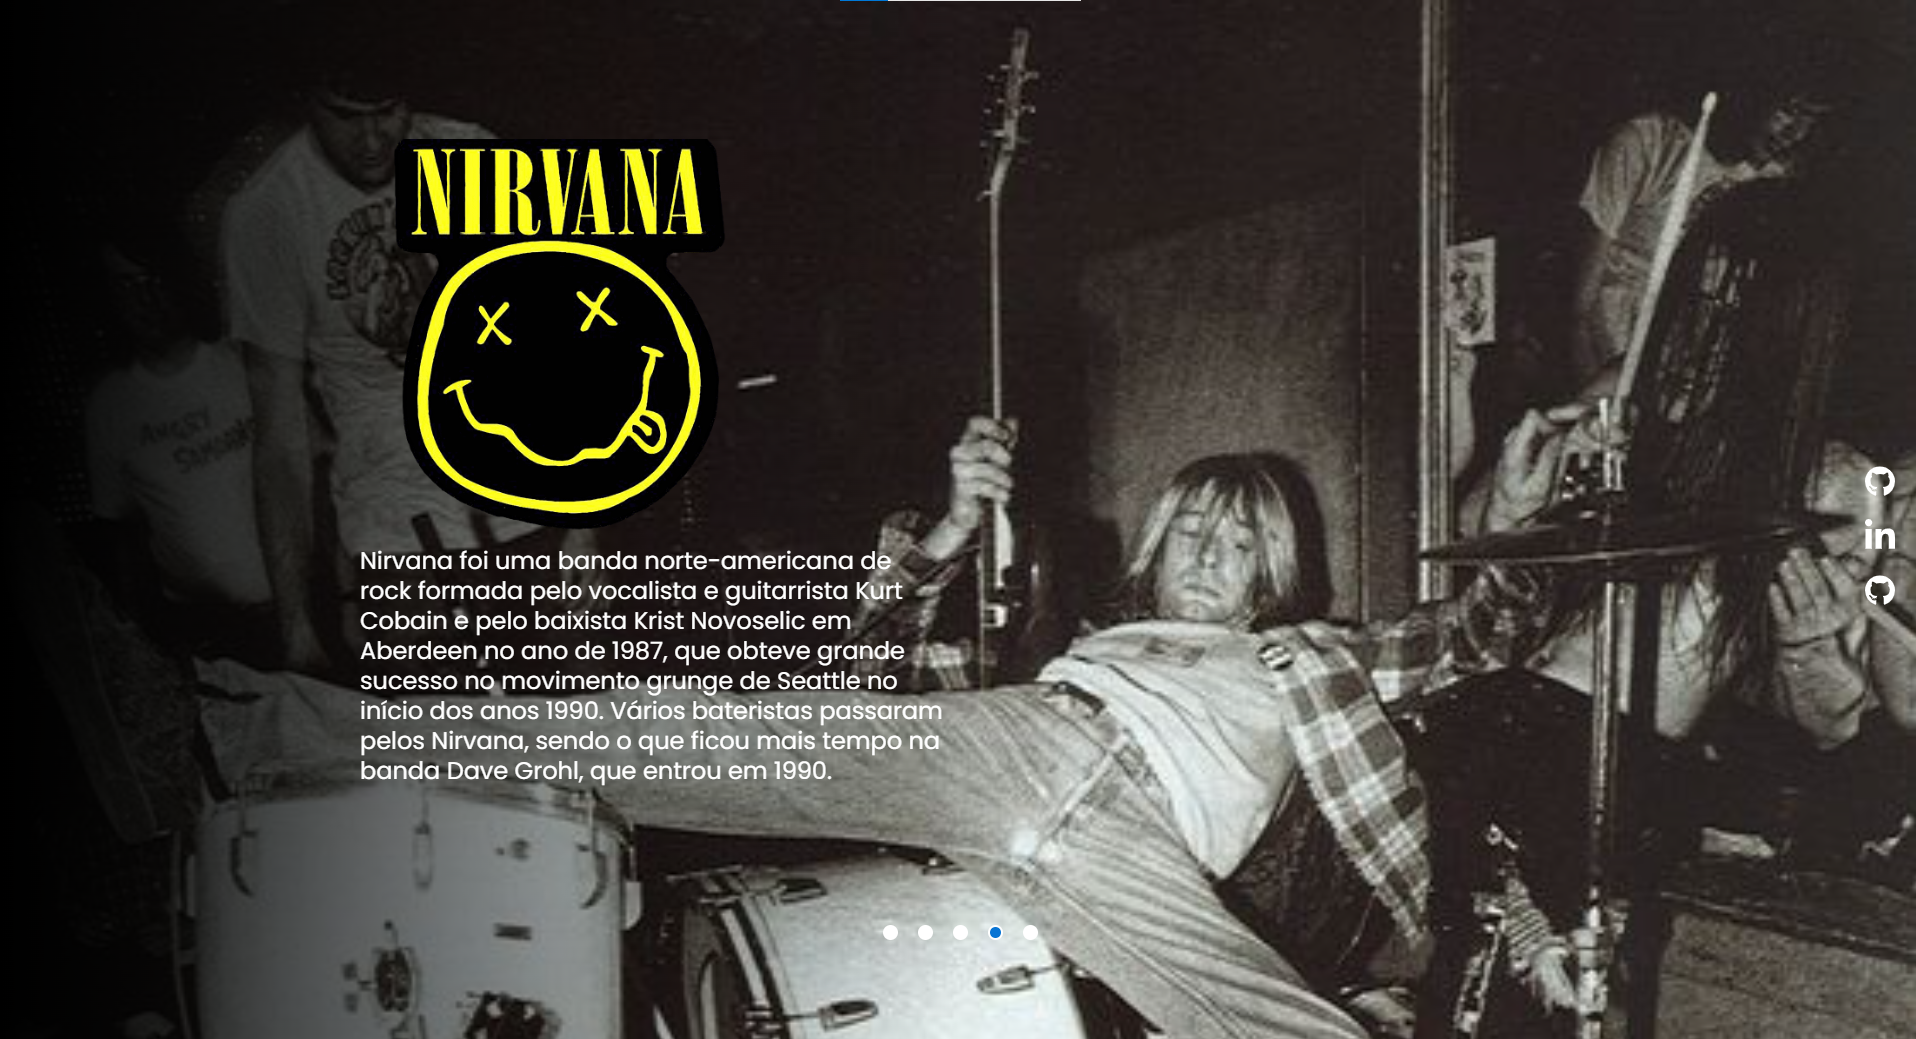 NIRVANA
Nirvana foi uma banda norte-americana de
rock formada pelo vocalista e guitarrista Kurt
Cobain e pelo baixista Krist Novoselic em
Aberdeen no ano de 1987, que obteve grande
sucesso no movimento grunge de Seattle no
início dos anos 1990. Vários bateristas passaram
pelos Nirvana, sendo o que ficou mais tempo na
banda Dave Grohl, que entrou em 1990.
in